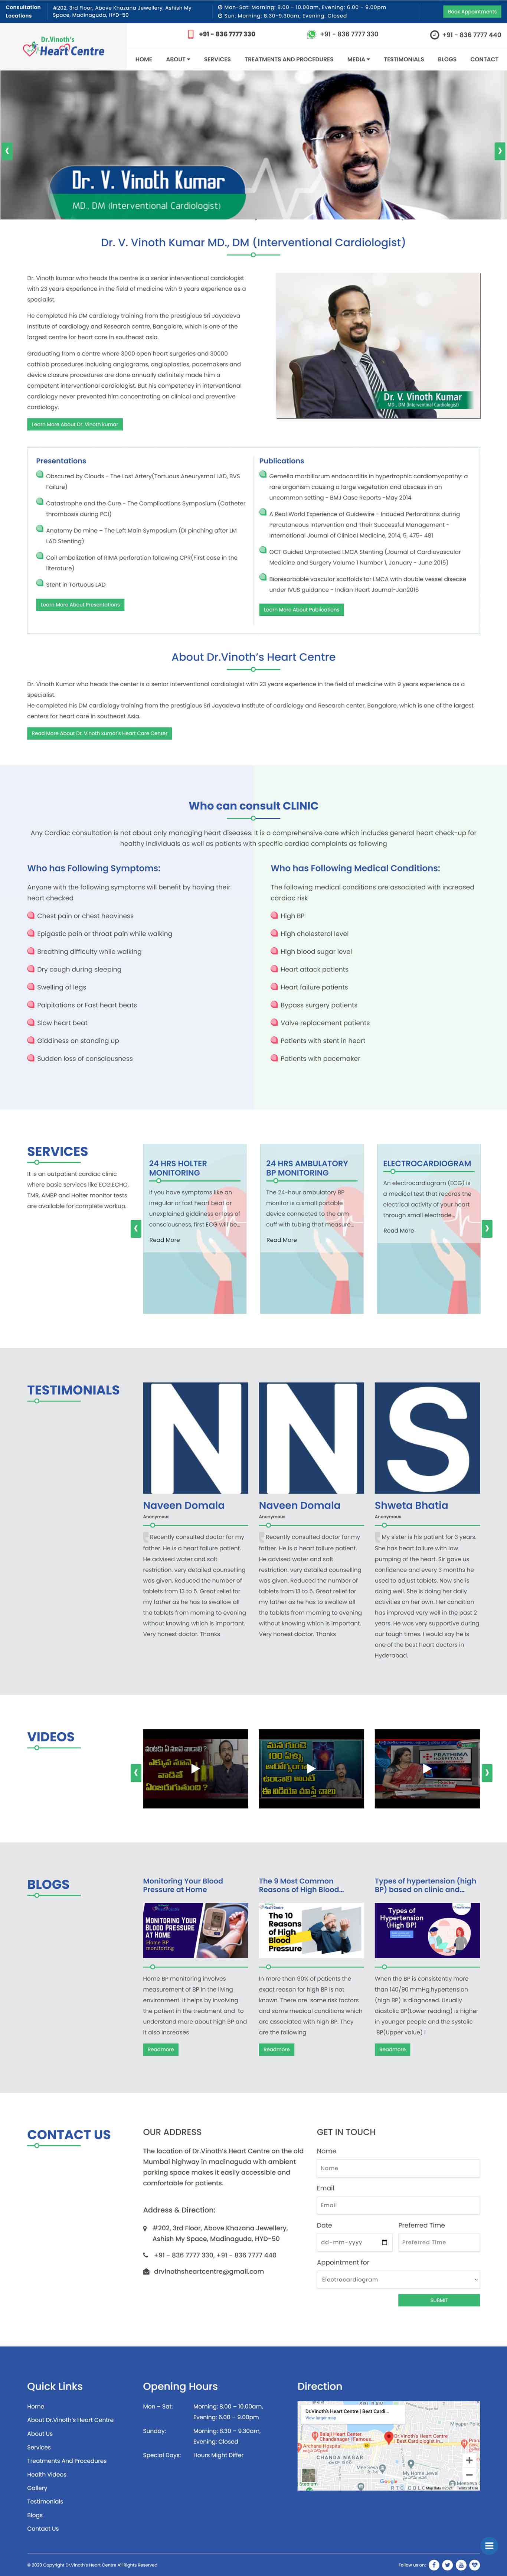 Consultation Locations
#202, 3rd Floor, Above Khazana Jewellery, Ashish My
Space, Madinaguda, HYD-50
Mon-Sat: Morning: 8.00 - 10.00am, Evening: 6.00 - 9.00pm
Sun: Morning: 8.30-9.30am, Evening: Closed
Book Appointments
Dr.Vinoth's
Heart Centre
+91 - 836 7777 330
+91 - 836 7777 330
+91 - 836 7777 440
HOME ABOUT SERVICES TREATMENTS AND PROCEDURES MEDIA TESTIMONIALS BLOGS CONTACT
Dr. V. Vinoth Kumar
MD., DM (Interventional Cardiologist)
Dr. V. Vinoth Kumar MD., DM (Interventional Cardiologist)
Dr. Vinoth kumar who heads the centre is a senior interventional cardiologist
with 23 years experience in the field of medicine with 9 years experience as a
specialist.
He completed his DM cardiology training from the prestigious Sri Jayadeva
Institute of cardiology and Research centre, Bangalore, which is one of the
largest centre for heart care in southeast asia.
Graduating from a centre where 3000 open heart surgeries and 30000
cathlab procedures including angiograms, angioplasties, pacemakers and
device closure procedures are done annually definitely made him a
competent interventional cardiologist. But his competency in interventional
cardiology never prevented him concentrating on clinical and preventive
cardiology.
Learn More About Dr. Vinoth kumar
Dr. V. Vinoth Kumar
MD., DM (Interventional Cardiologist)
Presentations
Obscured by Clouds - The Lost Artery(Tortuous Aneurysmal LAD, BVS
Failure)
Catastrophe and the Cure - The Complications Symposium (Catheter
thrombosis during PCI)
Anatomy Do mine – The Left Main Symposium (DI pinching after LM
LAD Stenting)
Coil embolization of RIMA perforation following CPR(First case in the
literature)
Stent in Tortuous LAD
Learn More About Presentations
Publications
Gemella morbillorum endocarditis in hypertrophic cardiomyopathy: a
rare organism causing a large vegetation and abscess in an
uncommon setting - BMJ Case Reports -May 2014
A Real World Experience of Guidewire - Induced Perforations during
Percutaneous Intervention and Their Successful Management -
International Journal of Clinical Medicine, 2014, 5, 475- 481
OCT Guided Unprotected LMCA Stenting (Journal of Cardiovascular
Medicine and Surgery Volume 1 Number 1, January - June 2015)
Bioresorbable vascular scaffolds for LMCA with double vessel disease
under IVUS guidance - Indian Heart Journal-Jan2016
Learn More About Publications
About Dr.Vinoth's Heart Centre
Dr. Vinoth Kumar who heads the center is a senior interventional cardiologist with 23 years experience in the field of medicine with 9 years experience as a
specialist.
He completed his DM cardiology training from the prestigious Sri Jayadeva Institute of cardiology and Research center, Bangalore, which is one of the largest
centers for heart care in southeast Asia.
Read More About Dr. Vinoth kumar's Heart Care Center
Who can consult CLINIC
Any Cardiac consultation is not about only managing heart diseases. It is a comprehensive care which includes general heart check-up for
healthy individuals as well as patients with specific cardiac complaints as following
Who has Following Symptoms:
Anyone with the following symptoms will benefit by having their
heart checked
Chest pain or chest heaviness
Epigastic pain or throat pain while walking
Breathing difficulty while walking
Dry cough during sleeping
Swelling of legs
Palpitations or Fast heart beats
Slow heart beat
Giddiness on standing up
Sudden loss of consciousness
Who has Following Medical Conditions:
The following medical conditions are associated with increased
cardiac risk
High BP
High cholesterol level
High blood sugar level
Heart attack patients
Heart failure patients
Bypass surgery patients
Valve replacement patients
Patients with stent in heart
Patients with pacemaker
SERVICES
It is an outpatient cardiac clinic
where basic services like ECG,ECHO,
TMR, AMBP and Holter monitor tests
are available for complete workup.
24 HRS HOLTER
MONITORING
If you have symptoms like an
irregular or fast heart beat or
unexplained giddiness or loss of
consciousness, first ECG will be...
Read More
24 HRS AMBULATORY
BP MONITORING
The 24-hour ambulatory BP
monitor is a small portable
device connected to the arm
cuff with tubing that measure...
Read More
ELECTROCARDIOGRAM
An electrocardiogram (ECG) is
a medical test that records the
electrical activity of your heart
through small electrode...
Read More
TESTIMONIALS
N
Naveen Domala
Anonymous
Recently consulted doctor for my
father. He is a heart failure patient.
He advised water and salt
restriction. very detailed counselling
was given. Reduced the number of
tablets from 13 to 5. Great relief for
my father as he has to swallow all
the tablets from morning to evening
without knowing which is important.
Very honest doctor. Thanks
N
Naveen Domala
Anonymous
Recently consulted doctor for my
father. He is a heart failure patient.
He advised water and salt
restriction. very detailed counselling
was given. Reduced the number of
tablets from 13 to 5. Great relief for
my father as he has to swallow all
the tablets from morning to evening
without knowing which is important.
Very honest doctor. Thanks
S
Shweta Bhatia
Anonymous
My sister is his patient for 3 years.
She has heart failure with low
pumping of the heart. Sir gave us
confidence and every 3 months he
used to adjust tablets. Now she is
doing well. She is doing her daily
activities on her own. Her condition
has improved very well in the past 2
years. He was very supportive during
our tough times. I would say he is
one of the best heart doctors in
Hyderabad.
VIDEOS
వంటకు ఏ నూనె వాడాలి ?
ఎక్కువ నూనె
వాడితే
ఏంజరుగుతుంది ?
మన గుండె
100 ఏళ్ళు
ఆరోగ్యంగా
ఉండాలి అంటే
ఈ వీడియో చూస్తే చాలు
PRATHIMA
HOSPITALS
BLOGS
Monitoring Your Blood
Pressure at Home
MONITORING YOUR
BLOOD PRESSURE
AT HOME
Home BP
monitoring
Home BP monitoring involves
measurement of BP in the living
environment. It helps by involving
the patient in the treatment and to
understand more about high BP and
it also increases
Readmore
The 9 Most Common
Reasons of High Blood...
Heart Centre
The 10
Reasons
of High
Blood
Pressure
In more than 90% of patients the
exact reason for high BP is not
known. There are some risk factors
and some medical conditions which
are associated with high BP. They
are the following
Readmore
Types of hypertension (high
BP) based on clinic and...
Types of
Hypertension
(High BP)
When the BP is consistently more
than 140/90 mmHg,hypertension
(high BP) is diagnosed. Usually
diastolic BP(Lower reading) is higher
in younger people and the systolic
BP(Upper value) i
Readmore
CONTACT US
OUR ADDRESS
The location of Dr.Vinoth's Heart Centre on the old
Mumbai highway in madinaguda with ambient
parking space makes it easily accessible and
comfortable for patients.
Address & Direction:
#202, 3rd Floor, Above Khazana Jewellery,
Ashish My Space, Madinaguda, HYD-50
+91 - 836 7777 330, +91 - 836 7777 440
drvinothsheartcentre@gmail.com
GET IN TOUCH
Name
Name
Email
Email
Date Preferred Time
dd-mm-yyyy Preferred Time
Appointment for
Electrocardiogram
SUBMIT
Quick Links
Home
About Dr.Vinoth's Heart Centre
About Us
Services
Treatments And Procedures
Health Videos
Gallery
Testimonials
Blogs
Contact Us
Opening Hours
Mon – Sat: Morning: 8.00 – 10.00am,
Evening: 6.00 – 9.00pm
Sunday: Morning: 8.30 – 9.30am,
Evening: Closed
Special Days: Hours Might Differ
Direction
Dr.Vinoth's Heart Centre | Best Cardi...
View larger map
Balaji Heart Center,
Chandanagar | Famous...
Dr.Vinoth's Heart Centre
| Best Cardiologist in...
CHANDA NAGAR
Mee Seva
My Home Jewel
Google
© 2020 Copyright Dr.Vinoth's Heart Centre All Rights Reserved
Follow us on: